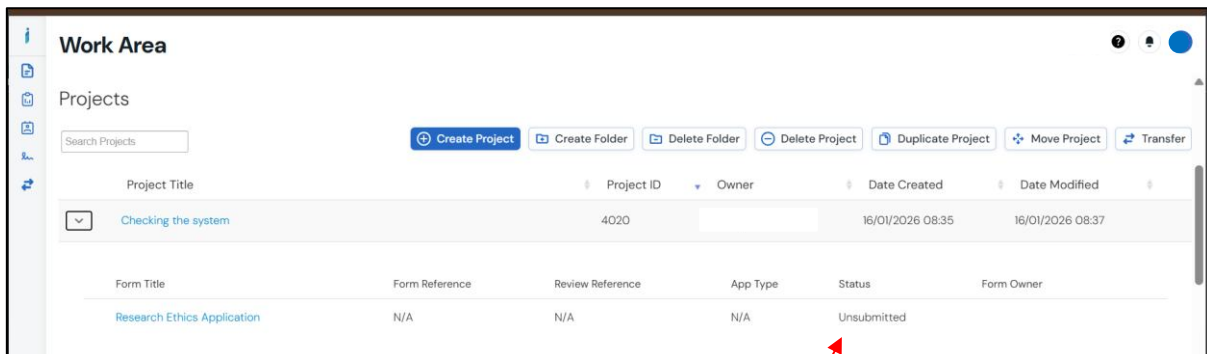 Work Area
Projects
Search Projects
Create Project Create Folder Delete Folder Delete Project Duplicate Project Move Project Transfer
Project Title Project ID Owner Date Created Date Modified
Checking the system 4020 16/01/2026 08:35 16/01/2026 08:37
Form Title Form Reference Review Reference App Type Status Form Owner
Research Ethics Application N/A N/A N/A Unsubmitted